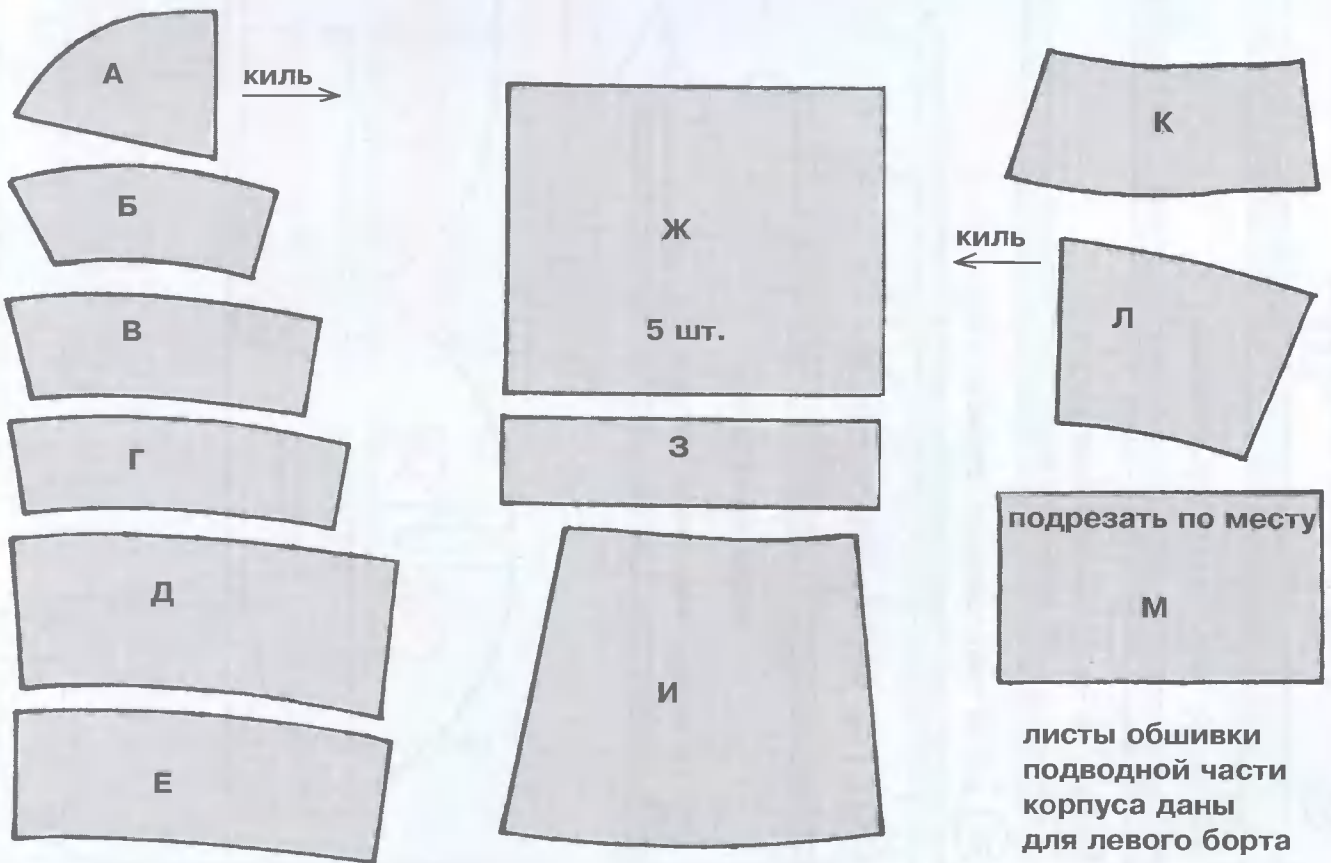 А
киль
Б
В
Г
Д
Е
Ж
5 шт.
З
И
К
киль
Л
подрезать по месту
М
листы обшивки
подводной части
корпуса даны
для левого борта